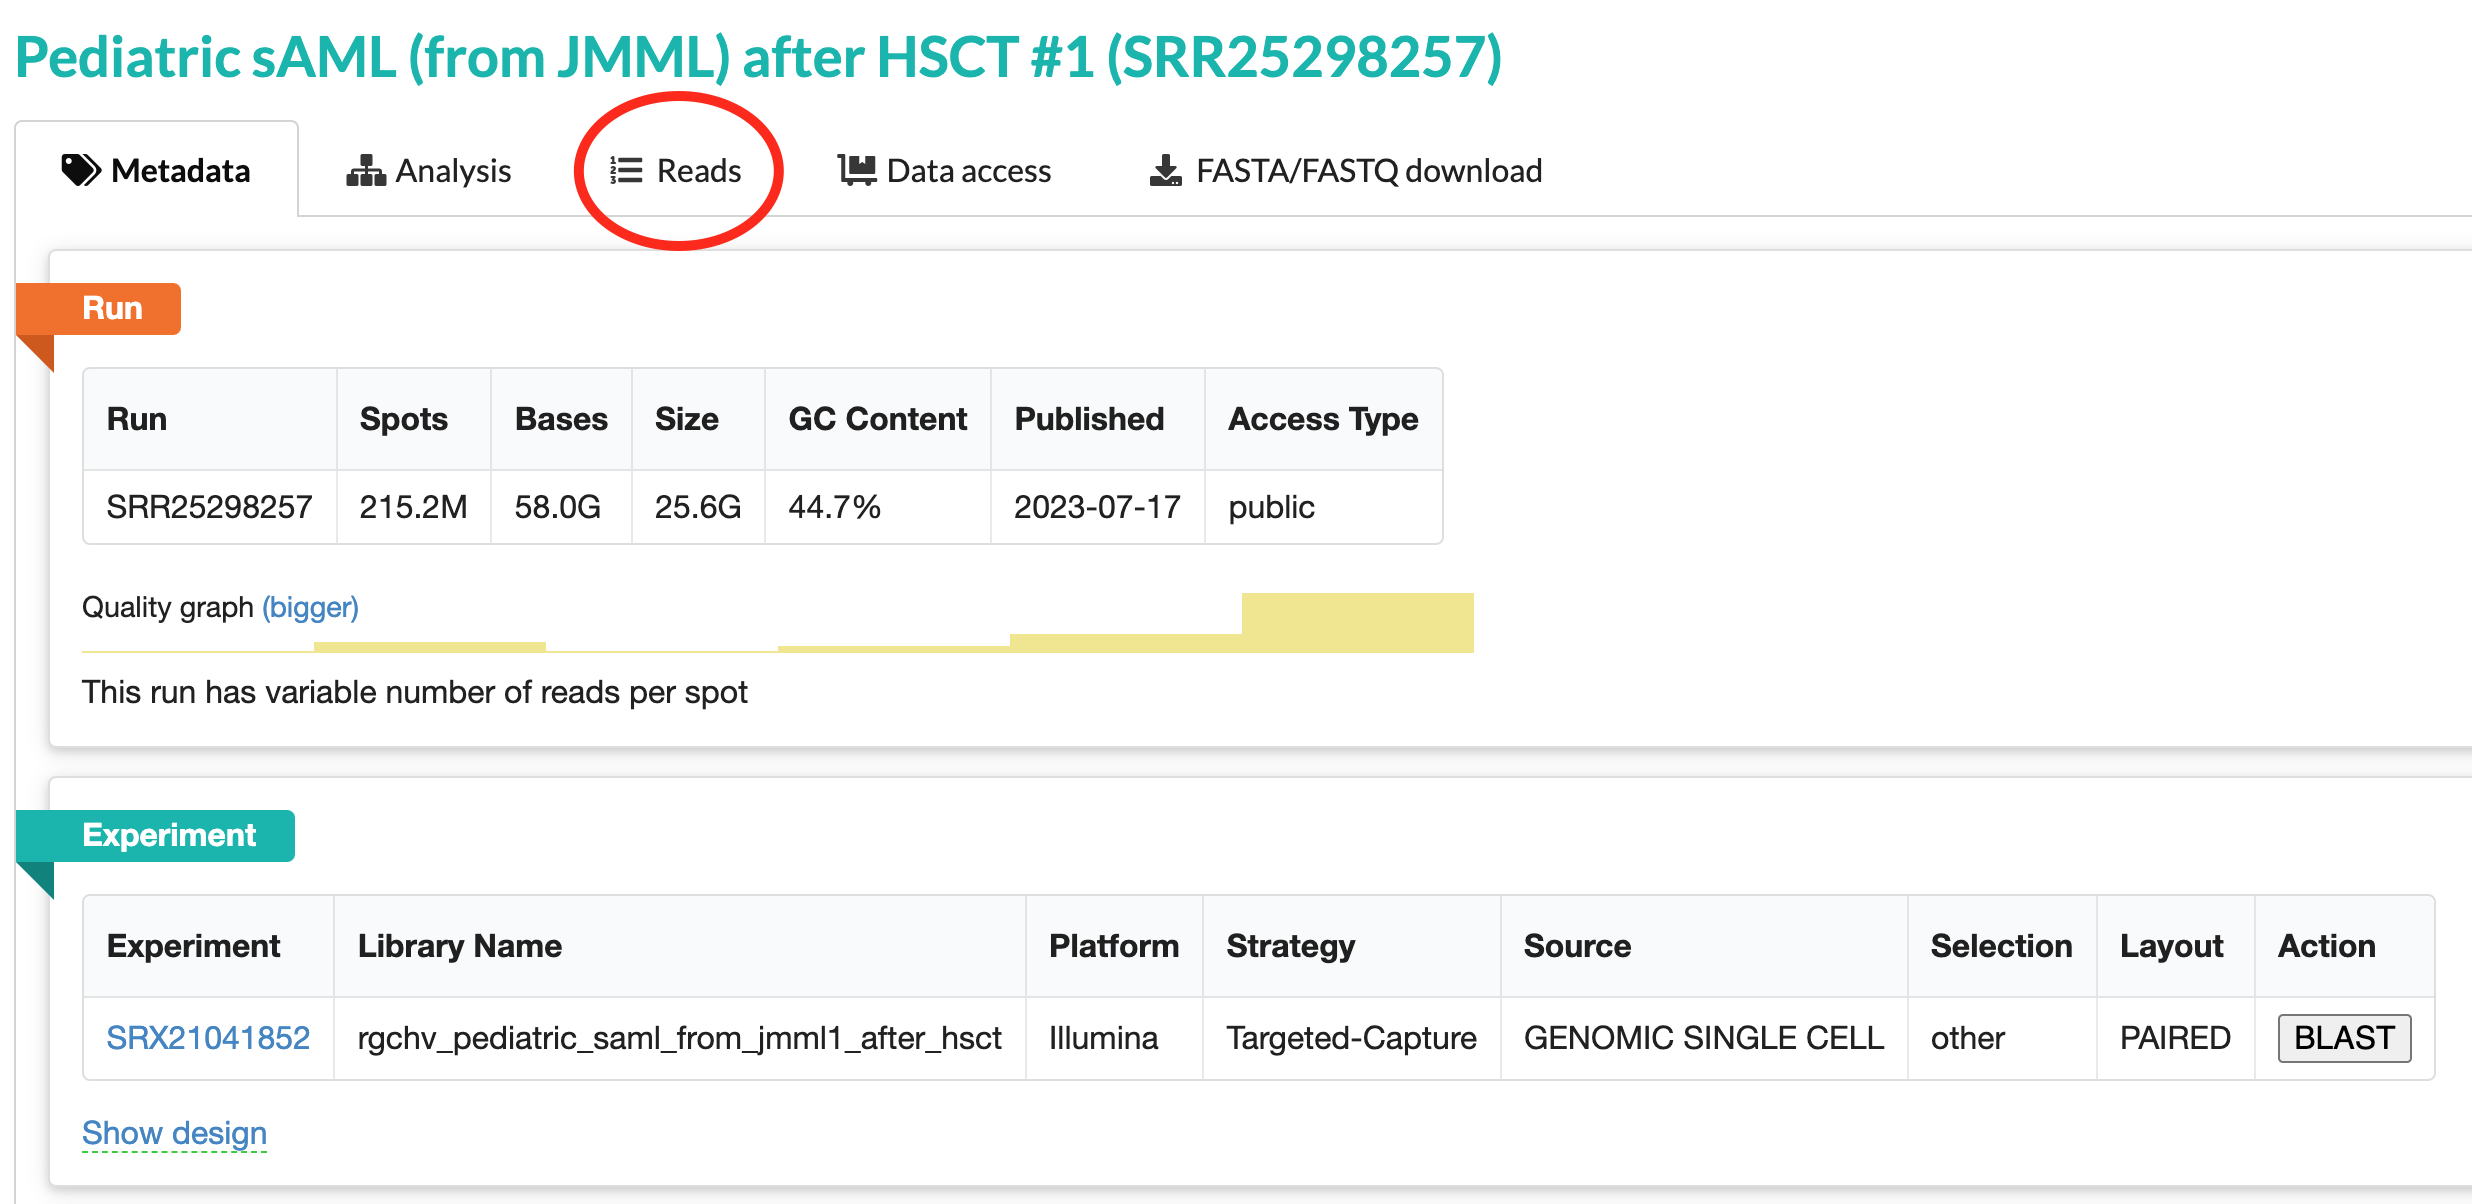 Pediatric sAML (from JMML) after HSCT #1 (SRR25298257)
Metadata Analysis Reads Data access FASTA/FASTQ download
Run
Run Spots Bases Size GC Content Published Access Type
SRR25298257 215.2M 58.0G 25.6G 44.7% 2023-07-17 public
Quality graph (bigger)
This run has variable number of reads per spot
Experiment
Experiment Library Name Platform Strategy Source Selection Layout Action
SRX21041852 rgchv_pediatric_saml_from_jmml1_after_hsct Illumina Targeted-Capture GENOMIC SINGLE CELL other PAIRED BLAST
Show design